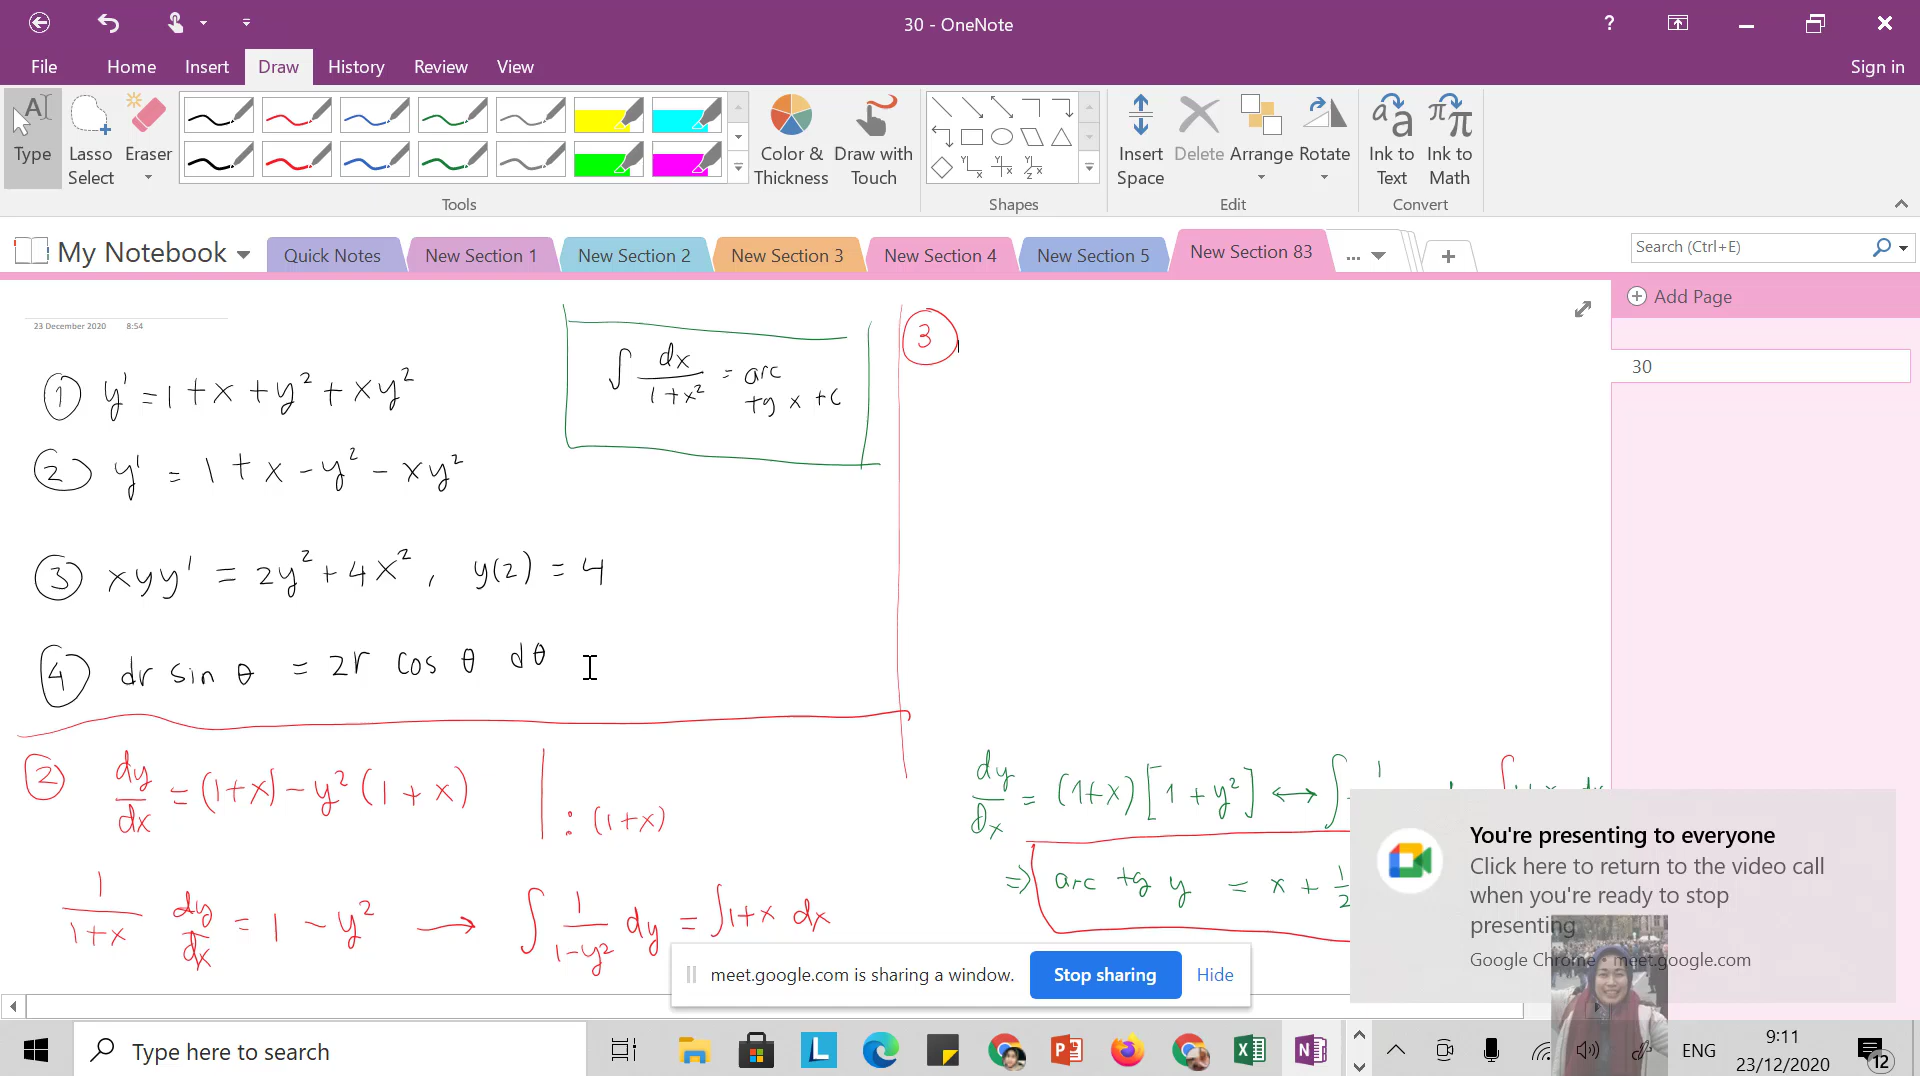 30 - OneNote
File Home Insert Draw History Review View Sign in
Type Lasso Select Eraser Color & Thickness Draw with Touch Insert Space Delete Arrange Rotate Ink to Text Ink to Math
Tools Shapes Edit Convert
My Notebook Quick Notes New Section 1 New Section 2 New Section 3 New Section 4 New Section 5 New Section 83 ... Search (Ctrl+E)
Add Page
30
23 December 2020 8:54
∫ dx/(1+x²) = arc tg x + c
③
① y' = 1 + x + y² + xy²
② y' = 1 + x - y² - xy²
③ xyy' = 2y² + 4x², y(2) = 4
④ dr sin θ = 2r cos θ dθ
② dy/dx = (1+x) - y² (1+x) | : (1+x)
1/(1+x) dy/dx = 1 - y² → ∫ 1/(1-y²) dy = ∫ 1+x dx
dy/dx = (1+x) [1 + y²] ↔ ∫ 1
⇒ arc tg y = x + 1/2
You're presenting to everyone
Click here to return to the video call
when you're ready to stop
presenting
Google Chrome • meet.google.com
meet.google.com is sharing a window. Stop sharing Hide
Type here to search
ENG
9:11
23/12/2020
12